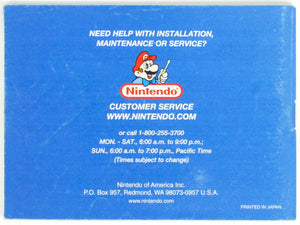 NEED HELP WITH INSTALLATION,
MAINTENANCE OR SERVICE?
Nintendo
CUSTOMER SERVICE
WWW.NINTENDO.COM
or call 1-800-255-3700
MON. - SAT., 6:00 a.m. to 9:00 p.m.;
SUN., 6:00 a.m. to 7:00 p.m., Pacific Time
(Times subject to change)
Nintendo of America Inc.
P.O. Box 957, Redmond, WA 98073-0957 U.S.A.
www.nintendo.com
PRINTED IN JAPAN